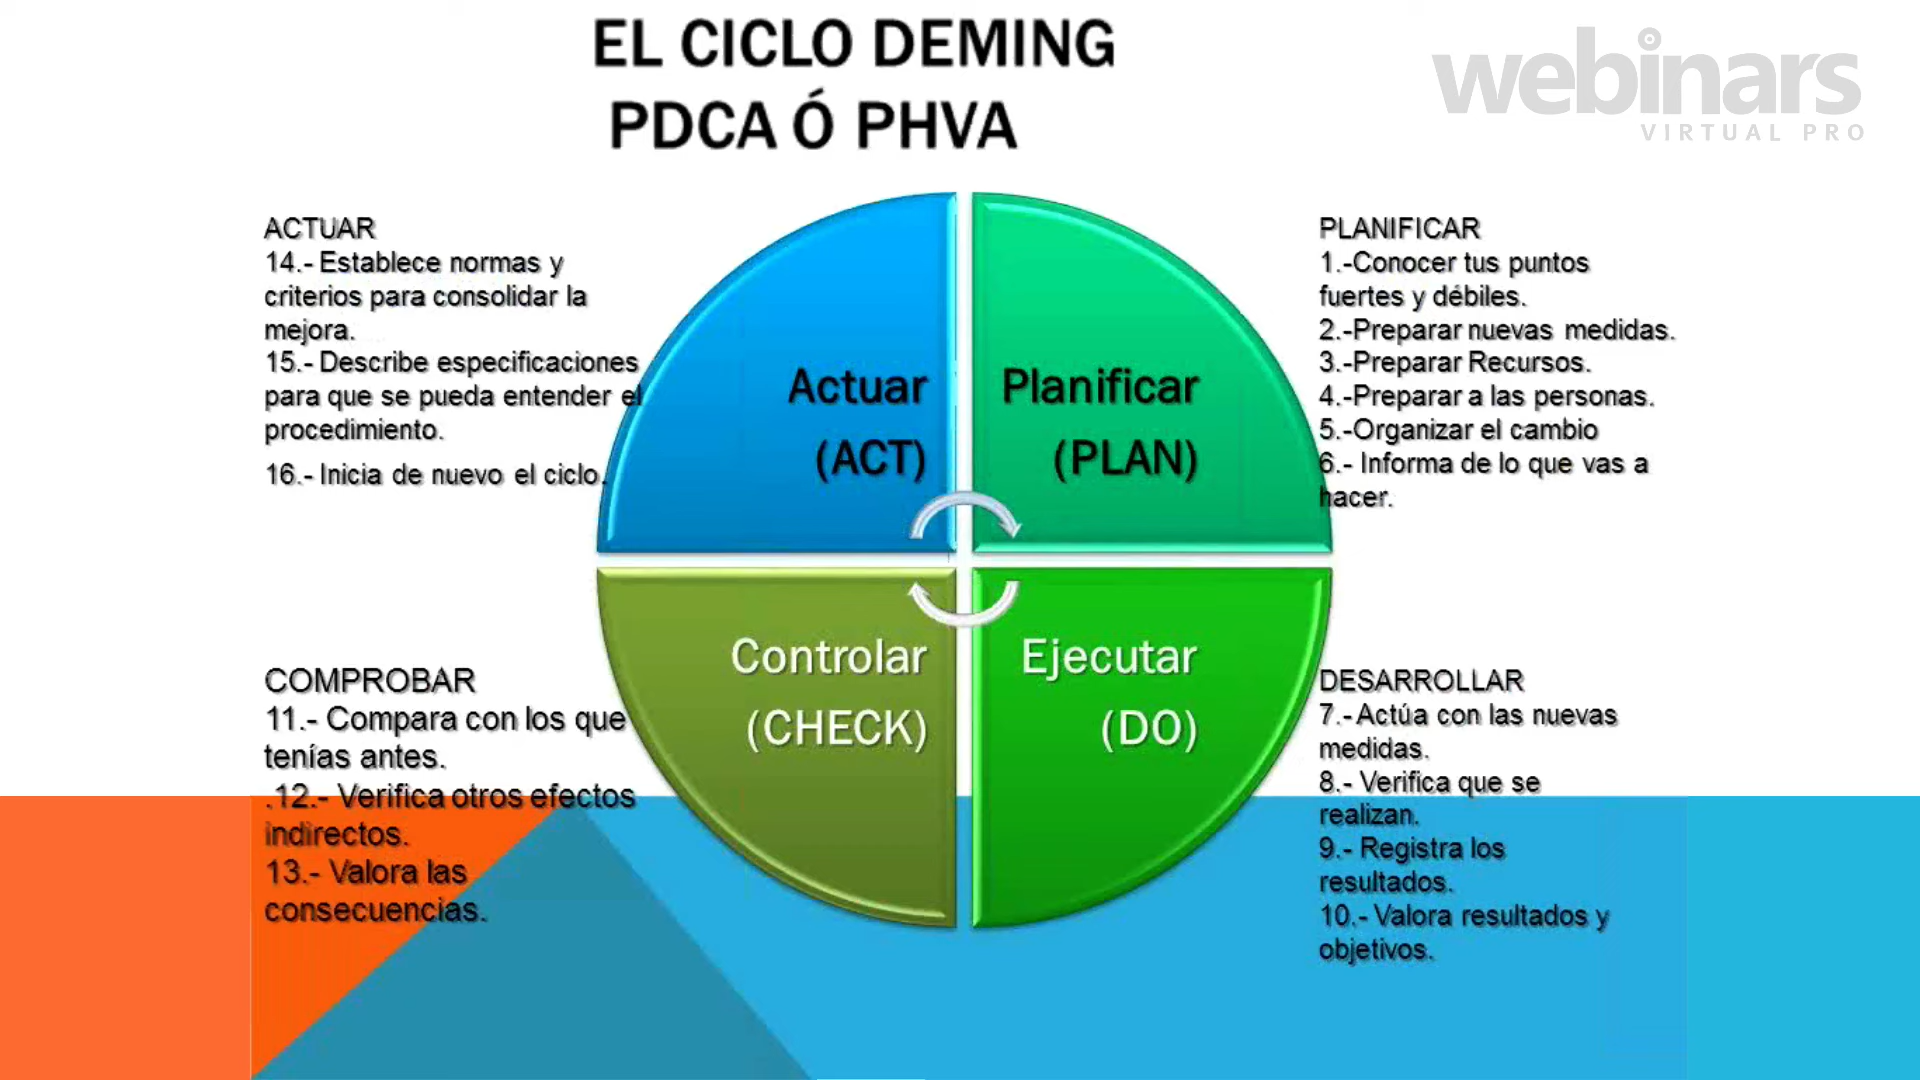 EL CICLO DEMING
PDCA Ó PHVA
webinars
VIRTUAL PRO
ACTUAR
14.- Establece normas y
criterios para consolidar la
mejora.
15.- Describe especificaciones
para que se pueda entender el
procedimiento.
16.- Inicia de nuevo el ciclo.
Actuar
(ACT)
Planificar
(PLAN)
PLANIFICAR
1.-Conocer tus puntos
fuertes y débiles.
2.-Preparar nuevas medidas.
3.-Preparar Recursos.
4.-Preparar a las personas.
5.-Organizar el cambio
6.- Informa de lo que vas a
hacer.
COMPROBAR
11.- Compara con los que
tenías antes.
.12.- Verifica otros efectos
indirectos.
13.- Valora las
consecuencias.
Controlar
(CHECK)
Ejecutar
(DO)
DESARROLLAR
7.- Actúa con las nuevas
medidas.
8.- Verifica que se
realizan.
9.- Registra los
resultados.
10.- Valora resultados y
objetivos.